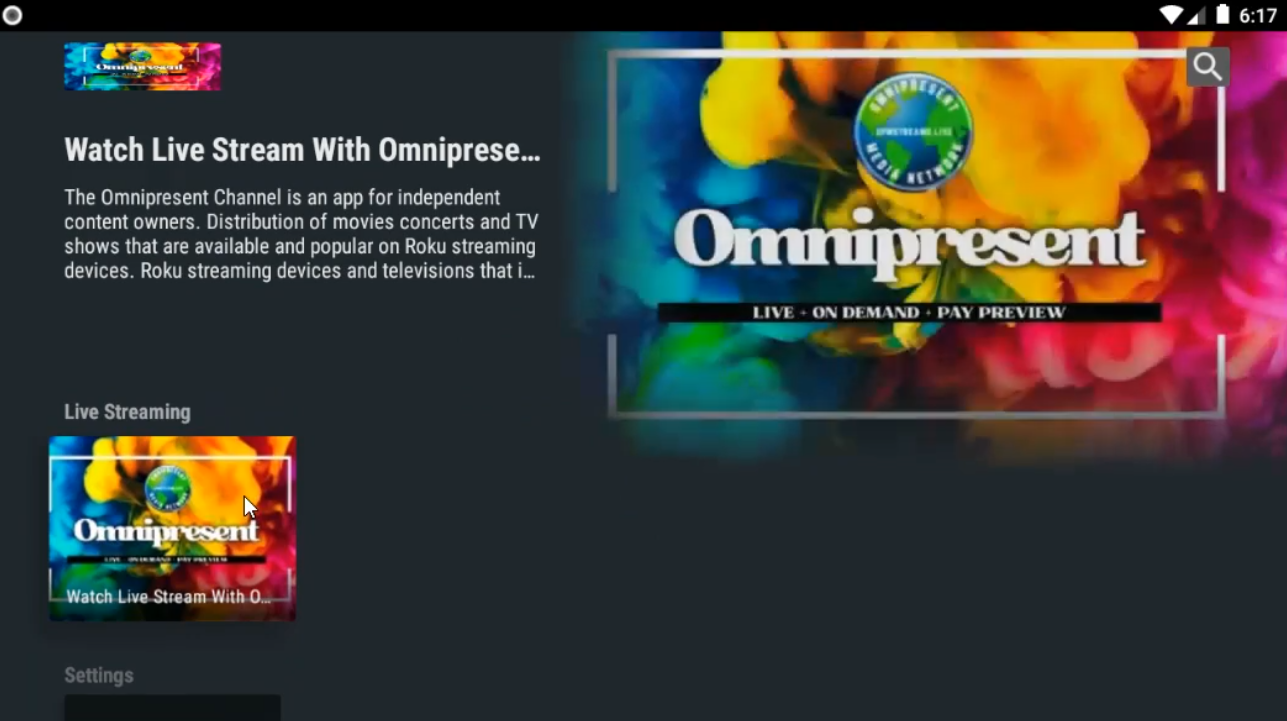 6:17
Omnipresent
Watch Live Stream With Omniprese...
The Omnipresent Channel is an app for independent
content owners. Distribution of movies concerts and TV
shows that are available and popular on Roku streaming
devices. Roku streaming devices and televisions that i...
OMNIPRESENT
MEDIA NETWORK
Omnipresent
LIVE + ON DEMAND + PAY PREVIEW
Live Streaming
Omnipresent
LIVE ON DEMAND PAY PREVIEW
Watch Live Stream With O...
Settings